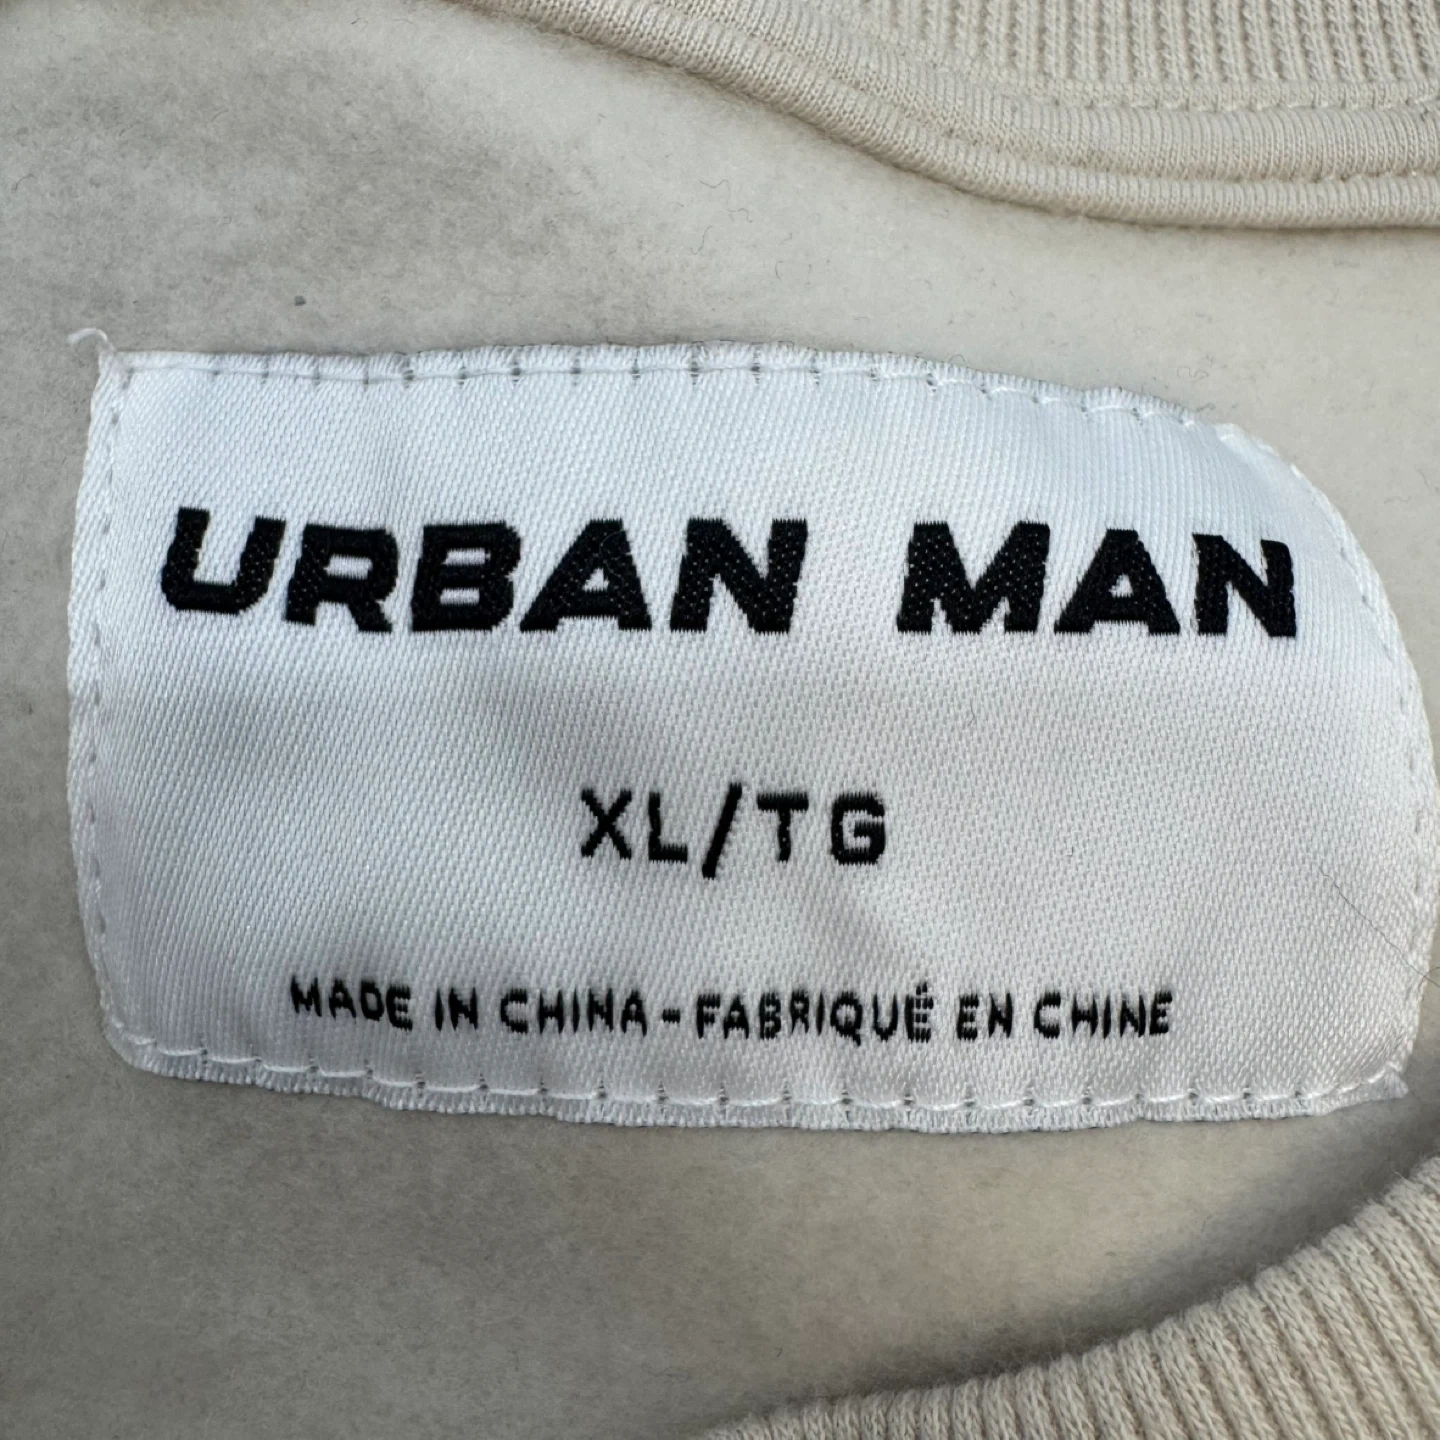 URBAN MAN
XL/TG
MADE IN CHINA-FABRIQUÉ EN CHINE